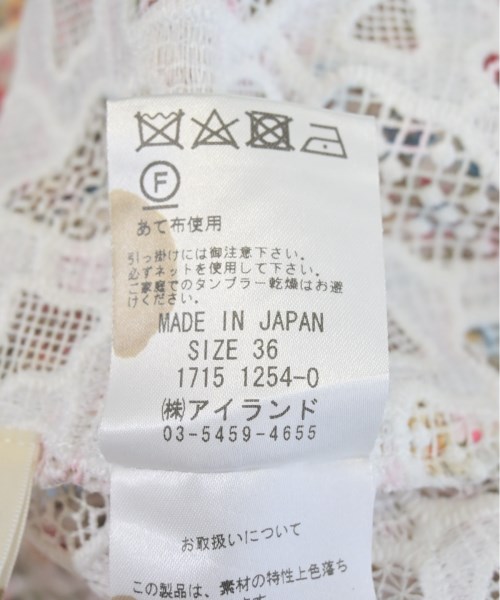 F
あて布使用
引っ掛けには御注意下さい。
必ずネットを使用して下さい。
ご家庭でのタンブラー乾燥はお避
けください。
MADE IN JAPAN
SIZE 36
1715 1254-0
㈱アイランド
03-5459-4655
お取扱いについて
この製品は、素材の特性上色落ち